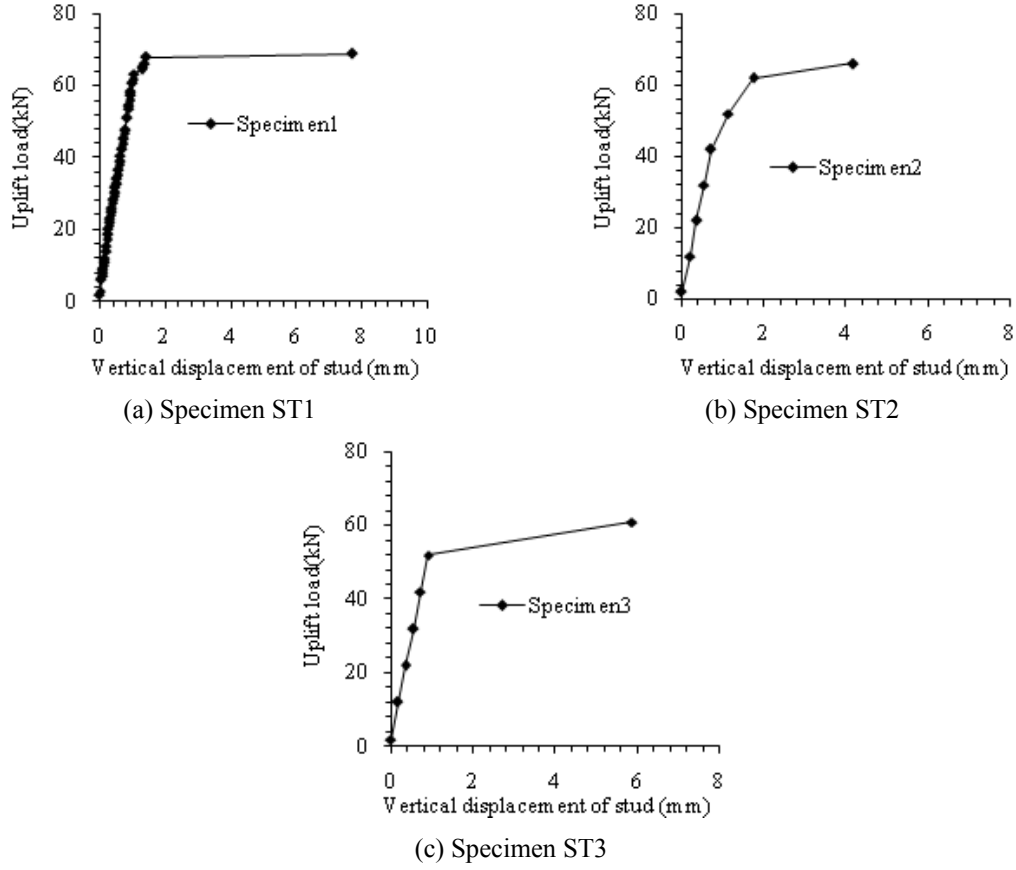 80
60
40
20
0
Uplift load(kN)
Specimen1
0 2 4 6 8 10
Vertical displacement of stud (mm)
(a) Specimen ST1
80
60
40
20
0
Uplift load(kN)
Specimen2
0 2 4 6 8
Vertical displacement of stud (mm)
(b) Specimen ST2
80
60
40
20
0
Uplift load(kN)
Specimen3
0 2 4 6 8
Vertical displacement of stud (mm)
(c) Specimen ST3